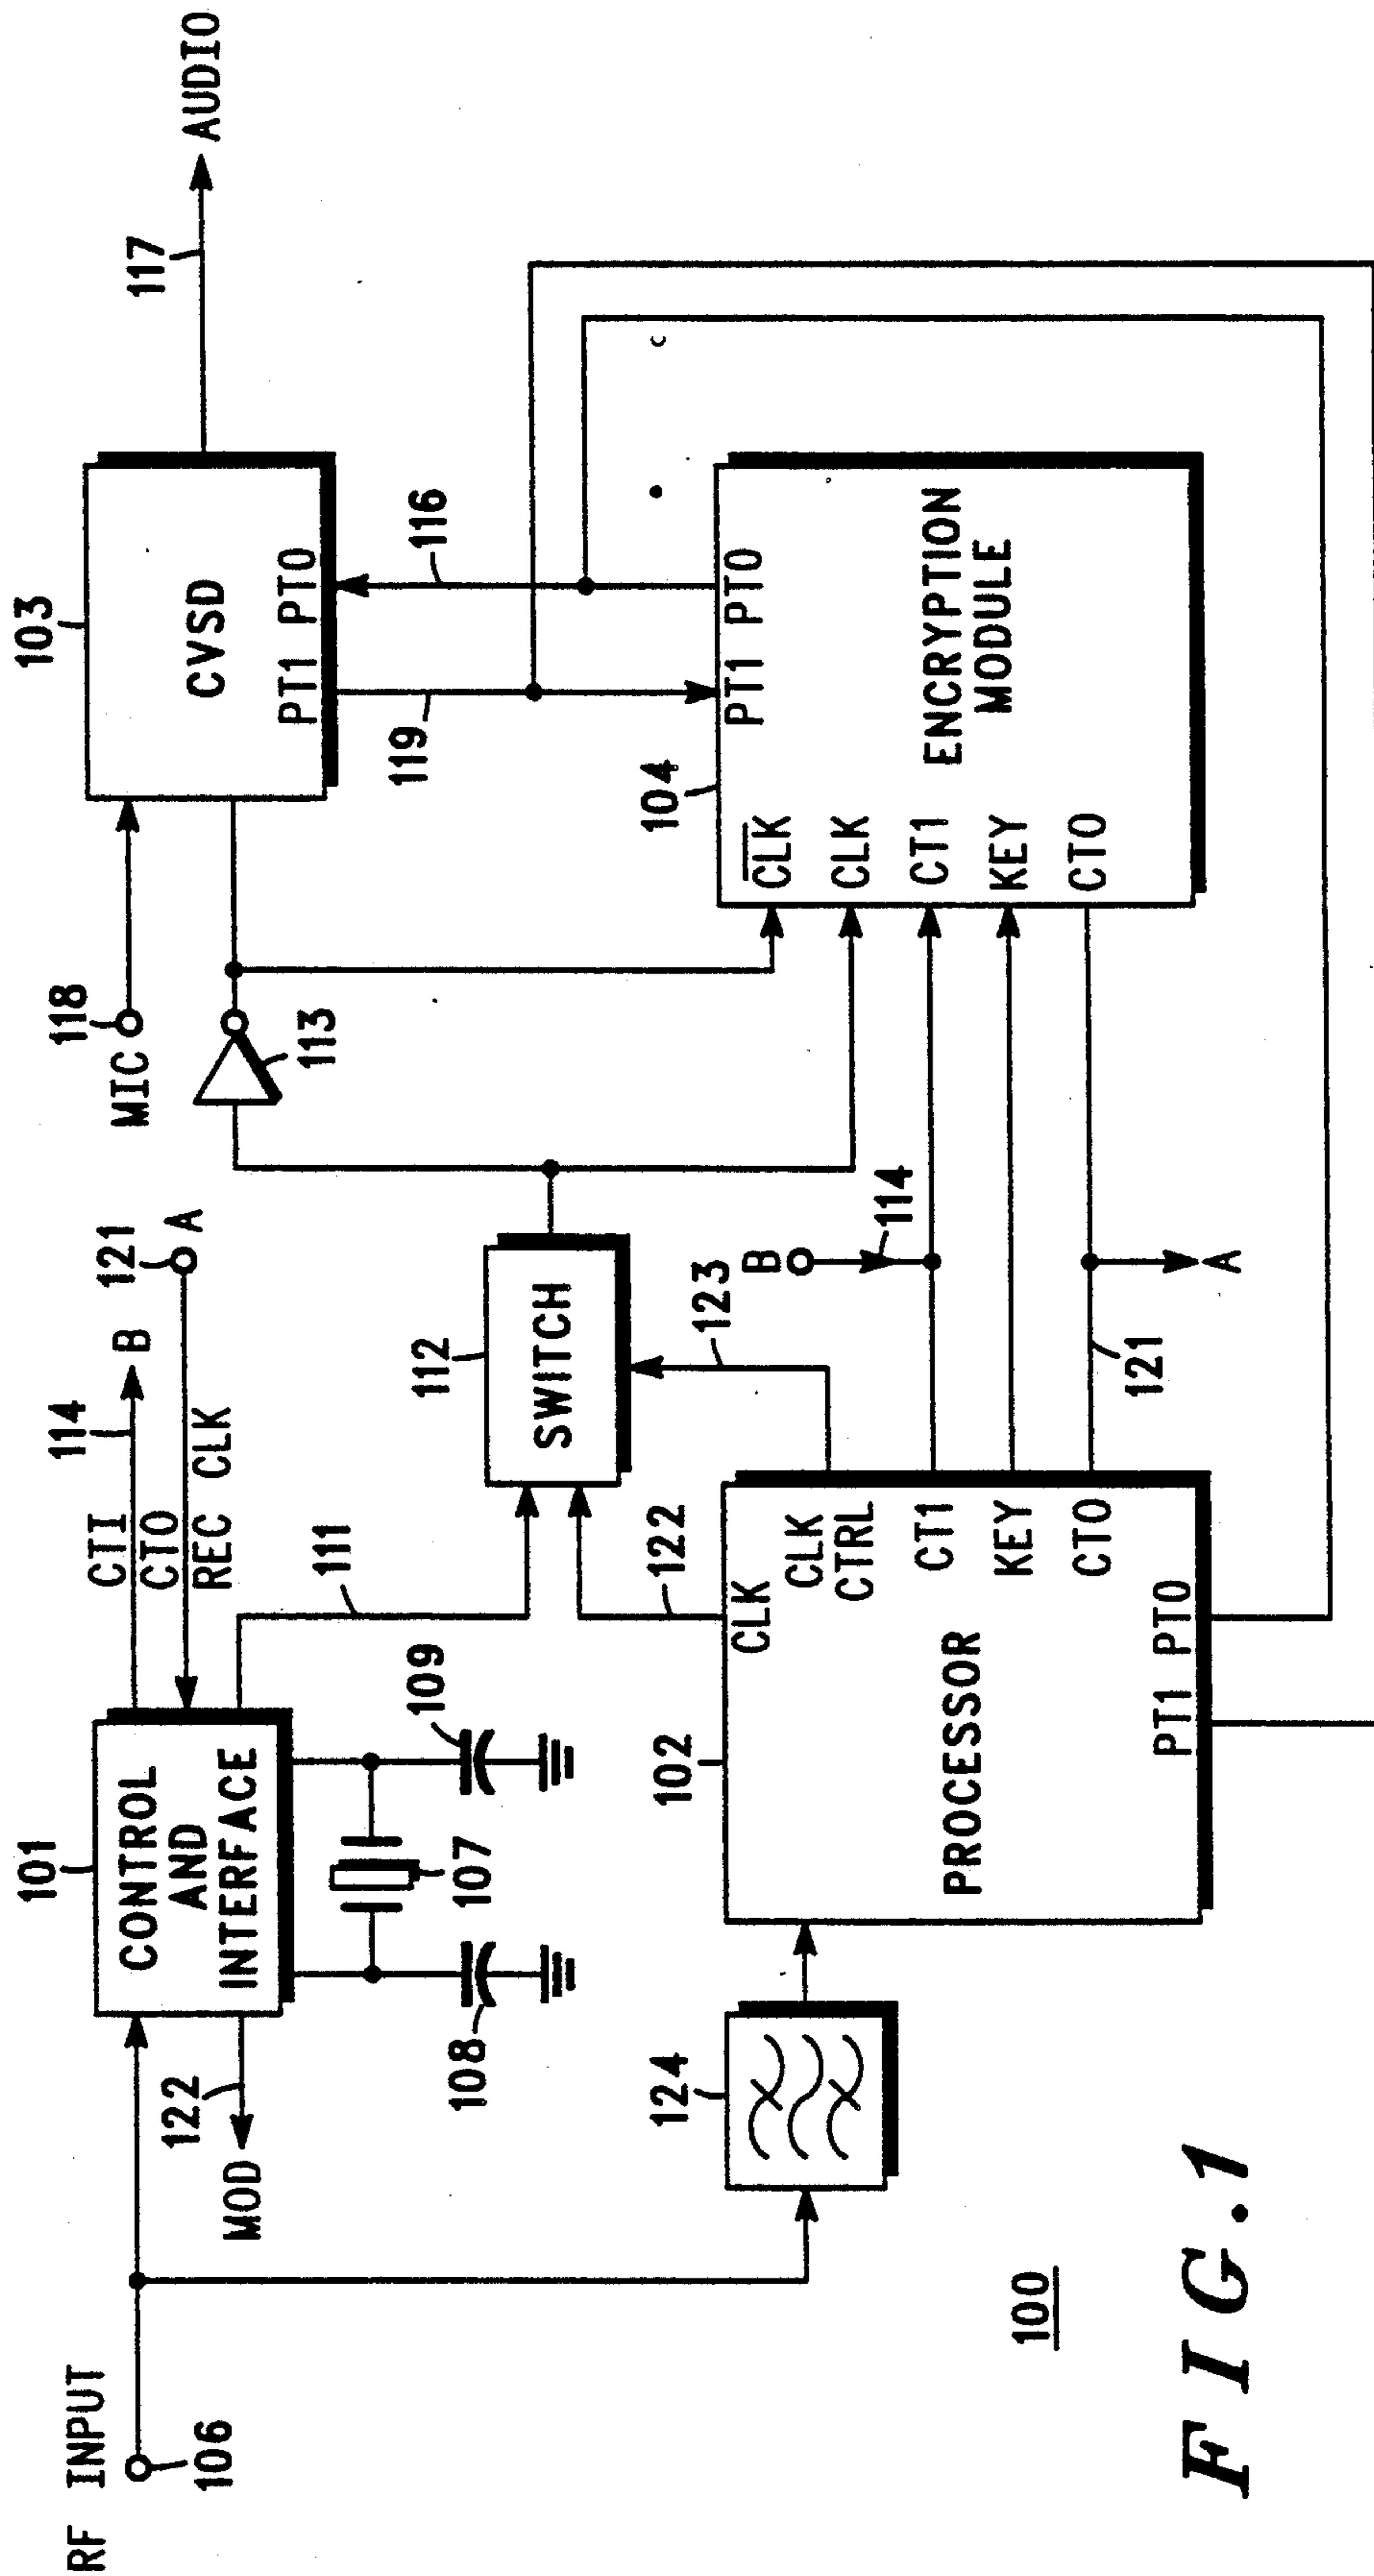 RF INPUT
106
101
CONTROL
AND
INTERFACE
122
MOD
CTI
114
B
CTO
REC CLK
121
A
111
107
108
109
MIC
118
113
103
CVSD
PT1 PTO
117
AUDIO
119
116
112
SWITCH
122
123
B
114
124
102
PROCESSOR
CLK
CLK
CTRL
CT1
KEY
CTO
PT1 PTO
121
A
104
ENCRYPTION
MODULE
PT1 PTO
CLK
CLK
CT1
KEY
CTO
100
FIG.1